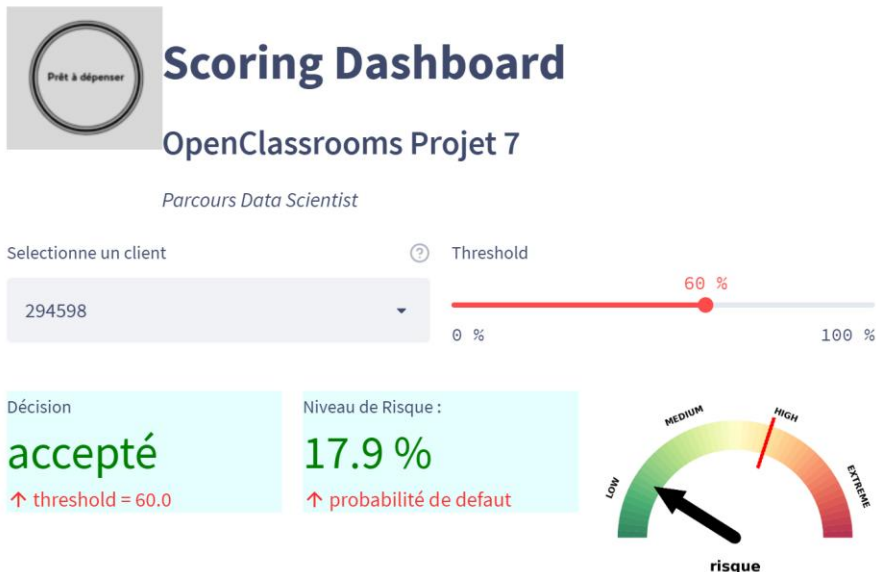 Prêt à dépenser
Scoring Dashboard
OpenClassrooms Projet 7
Parcours Data Scientist
Selectionne un client
294598
Threshold
60 %
0 %
100 %
Décision
accepté
↑ threshold = 60.0
Niveau de Risque :
17.9 %
↑ probabilité de defaut
LOW
MEDIUM
HIGH
EXTREME
risque